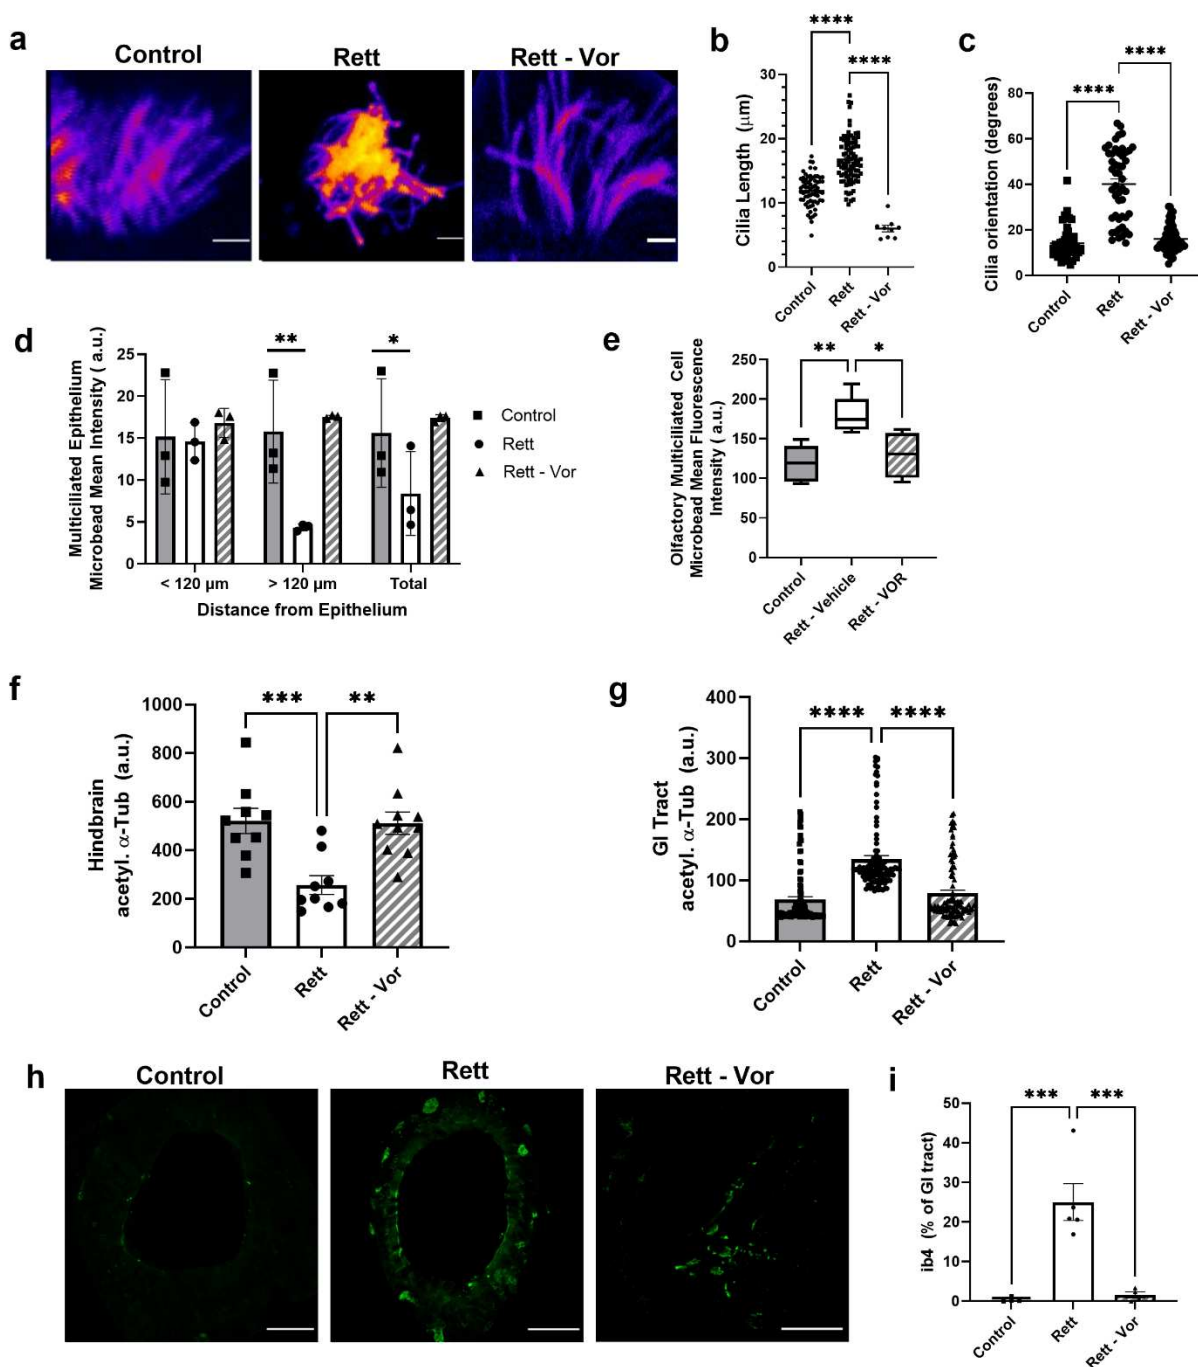 a
Control
Rett
Rett - Vor
b
****
****
Cilia Length (μm)
30
20
10
0
Control
Rett
Rett - Vor
c
****
****
Cilia orientation (degrees)
80
60
40
20
0
Control
Rett
Rett - Vor
d
Multiciliated Epithelium
Microbead Mean Intensity ( a.u.)
25
20
15
10
5
0
**
*
< 120 μm
> 120 μm
Total
Distance from Epithelium
Control
Rett
Rett - Vor
e
Olfactory Multiciliated Cell
Microbead Mean Fluorescence
Intensity ( a.u.)
250
200
150
100
50
0
**
*
Control
Rett - Vehicle
Rett - VOR
f
Hindbrain
acetyl. α-Tub (a.u.)
1000
800
600
400
200
0
***
**
Control
Rett
Rett - Vor
g
GI Tract
acetyl. α-Tub (a.u.)
400
300
200
100
0
****
****
Control
Rett
Rett - Vor
h
Control
Rett
Rett - Vor
i
ib4 (% of GI tract)
50
40
30
20
10
0
***
***
Control
Rett
Rett - Vor